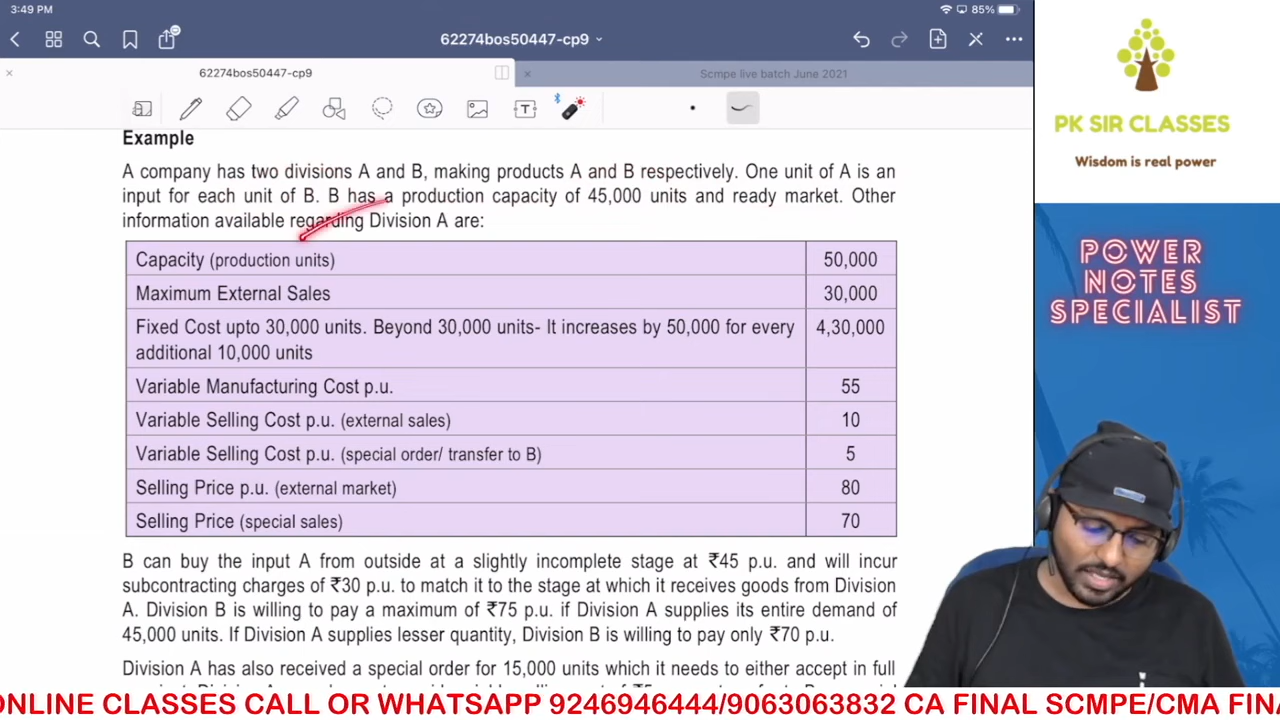 3:49 PM
85%
62274bos50447-cp9
62274bos50447-cp9
Scmpe live batch June 2021
Example
A company has two divisions A and B, making products A and B respectively. One unit of A is an
input for each unit of B. B has a production capacity of 45,000 units and ready market. Other
information available regarding Division A are:
Capacity (production units) 50,000
Maximum External Sales 30,000
Fixed Cost upto 30,000 units. Beyond 30,000 units- It increases by 50,000 for every 4,30,000
additional 10,000 units
Variable Manufacturing Cost p.u. 55
Variable Selling Cost p.u. (external sales) 10
Variable Selling Cost p.u. (special order/ transfer to B) 5
Selling Price p.u. (external market) 80
Selling Price (special sales) 70
B can buy the input A from outside at a slightly incomplete stage at ₹45 p.u. and will incur
subcontracting charges of ₹30 p.u. to match it to the stage at which it receives goods from Division
A. Division B is willing to pay a maximum of ₹75 p.u. if Division A supplies its entire demand of
45,000 units. If Division A supplies lesser quantity, Division B is willing to pay only ₹70 p.u.
Division A has also received a special order for 15,000 units which it needs to either accept in full
PK SIR CLASSES
Wisdom is real power
POWER
NOTES
SPECIALIST
ONLINE CLASSES CALL OR WHATSAPP 9246946444/9063063832 CA FINAL SCMPE/CMA FINA